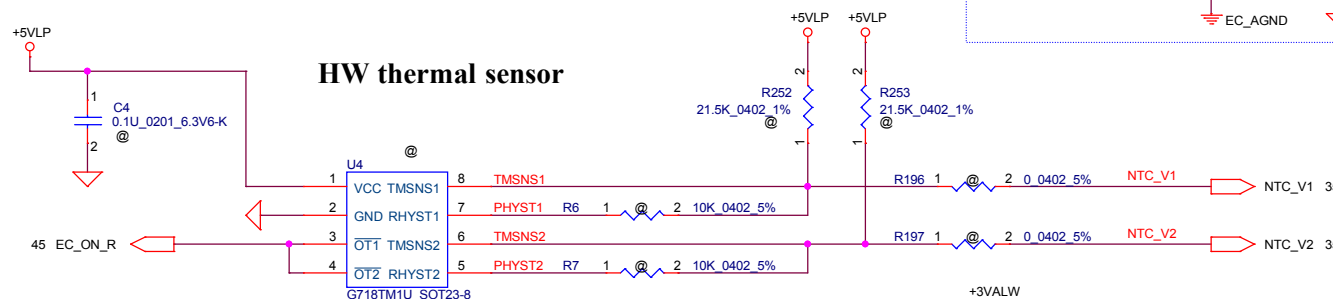 EC_AGND
+5VLP
+5VLP
+5VLP
HW thermal sensor
1
C4
0.1U_0201_6.3V6-K
@
2
2
R252
21.5K_0402_1%
@
1
2
R253
21.5K_0402_1%
@
1
@
U4
1 VCC TMSNS1 8 TMSNS1
R196 1 @ 2 0_0402_5% NTC_V1 NTC_V1 3
2 GND RHYST1 7 PHYST1 R6 1 @ 2 10K_0402_5%
45 EC_ON_R 3 OT1 TMSNS2 6 TMSNS2
R197 1 @ 2 0_0402_5% NTC_V2 NTC_V2 3
4 OT2 RHYST2 5 PHYST2 R7 1 @ 2 10K_0402_5%
G718TM1U_SOT23-8
+3VALW